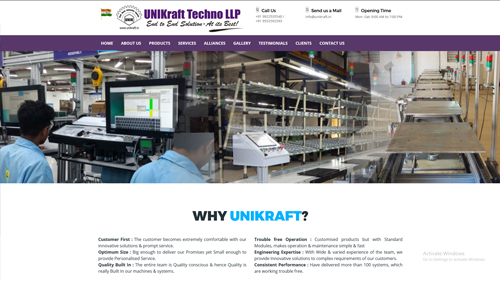 UNIKraft Techno LLP
End to End Solution-At its Best!
www.unikraft.in
Call Us
Send us a Mail
info@unikraft.in
Opening Time
Mon -Sat: 9:00 AM to 7:00 PM
HOME ABOUT US PRODUCTS SERVICES ALLIANCES GALLERY TESTIMONIALS CLIENTS CONTACT US
WHY UNIKRAFT?
Customer First : The customer becomes extremely comfortable with our
innovative solutions & prompt service.
Optimum Size : Big enough to deliver our Promises yet Small enough to
provide Personalised Service.
Quality Built In : The entire team is Quality conscious & hence Quality is
really Built in our machines & systems.
Trouble free Operation : Customised products but with Standard
Modules, makes operation & maintenance simple & fast
Engineering Expertise : With Wide & varied experience of the team, we
provide innovative solutions to complex requirements of our customers.
Consistent Performance : Have delivered more than 100 systems, which
are working trouble free.
Activate Windows
Go to Settings to activate Windows.